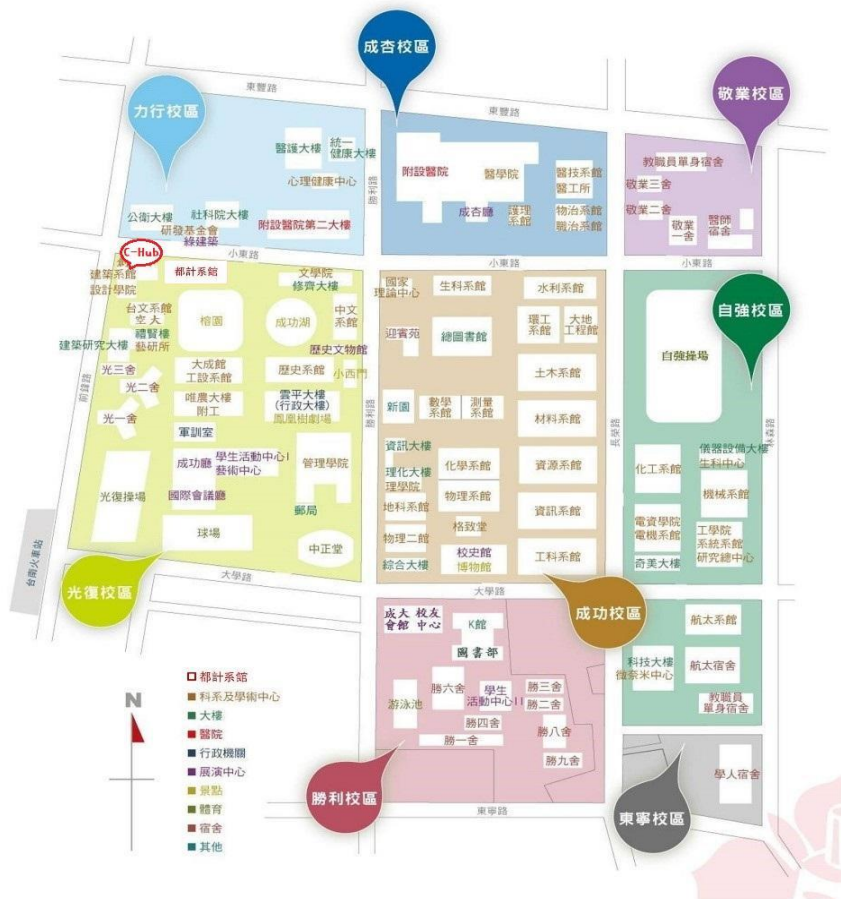 成杏校區
力行校區
敬業校區
東豐路
東豐路
醫護大樓
統一
健康大樓
心理健康中心
公衛大樓
社科院大樓
研發基金會
綠建築
附設醫院第二大樓
勝利路
附設醫院
醫學院
醫技系館
醫工所
成杏廳
護理
系館
物治系館
職治系館
教職員單身宿舍
敬業三舍
敬業二舍
敬業
一舍
醫師
宿舍
小東路
小東路
小東路
C-Hub
建築系館
設計學院
都計系館
文學院
修齊大樓
台文系館
空大
禮賢樓
藝研所
建築研究大樓
榕園
成功湖
中文
系館
歷史文物館
小西門
光三舍
光二舍
光一舍
前鋒路
大成館
工設系館
歷史系館
唯農大樓
附工
雲平大樓
(行政大樓)
鳳凰樹劇場
軍訓室
成功廳
學生活動中心I
藝術中心
國際會議廳
管理學院
郵局
光復操場
球場
中正堂
勝利路
大學路
光復校區
台南火車站
國家
理論中心
生科系館
水利系館
迎賓苑
總圖書館
環工
系館
大地
工程館
土木系館
新園
數學
系館
測量
系館
材料系館
資訊大樓
理化大樓
理學院
化學系館
資源系館
地科系館
物理系館
資訊系館
物理二館
格致堂
綜合大樓
校史館
博物館
工科系館
長榮路
大學路
成功校區
自強校區
自強操場
林森路
化工系館
儀器設備大樓
生科中心
機械系館
電資學院
電機系館
工學院
系統系館
研究總中心
奇美大樓
航太系館
科技大樓
微奈米中心
航太宿舍
教職員
單身宿舍
成大 校友
會館 中心
K館
圖書部
游泳池
勝六舍
學生
活動中心II
勝三舍
勝二舍
勝四舍
勝一舍
勝八舍
勝九舍
勝利校區
東寧路
學人宿舍
東寧校區
N
都計系館
科系及學術中心
大樓
醫院
行政機關
展演中心
景點
體育
宿舍
其他